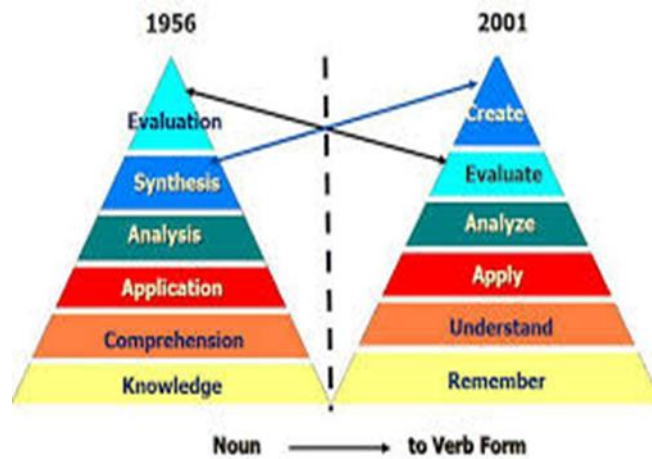 1956
Evaluation
Synthesis
Analysis
Application
Comprehension
Knowledge
2001
Create
Evaluate
Analyze
Apply
Understand
Remember
Noun to Verb Form